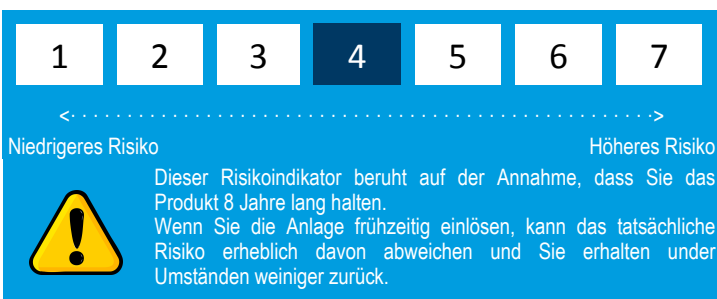 1 2 3 4 5 6 7
<· · · · · · · · · · · · · · · · · · · · · · · · · · · · · · · · · · · · · · · · · · · · · · · · · · · · ·>
Niedrigeres Risiko Höheres Risiko
Dieser Risikoindikator beruht auf der Annahme, dass Sie das
Produkt 8 Jahre lang halten.
Wenn Sie die Anlage frühzeitig einlösen, kann das tatsächliche
Risiko erheblich davon abweichen und Sie erhalten under
Umständen weiniger zurück.